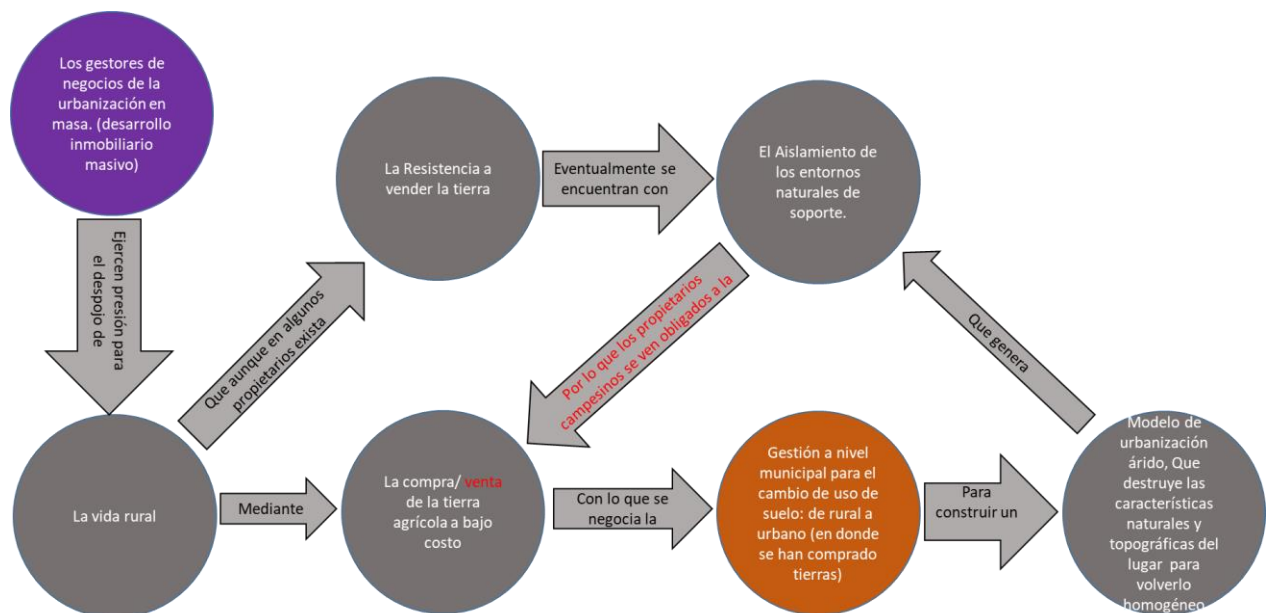 Los gestores de
negocios de la
urbanización en
masa. (desarrollo
inmobiliario
masivo)
Ejercen presión para
el despojo de
La vida rural
Que aunque en algunos
propietarios exista
La Resistencia a
vender la tierra
Eventualmente se
encuentran con
El Aislamiento de
los entornos
naturales de
soporte.
Por lo que los propietarios
campesinos se ven obligados a la
Mediante
La compra/ venta
de la tierra
agrícola a bajo
costo
Con lo que se
negocia la
Gestión a nivel
municipal para el
cambio de uso de
suelo: de rural a
urbano (en donde
se han comprado
tierras)
Para
construir un
Modelo de
urbanización
árido, Que
destruye las
características
naturales y
topográficas del
lugar para
volverlo
homogéneo
Que genera